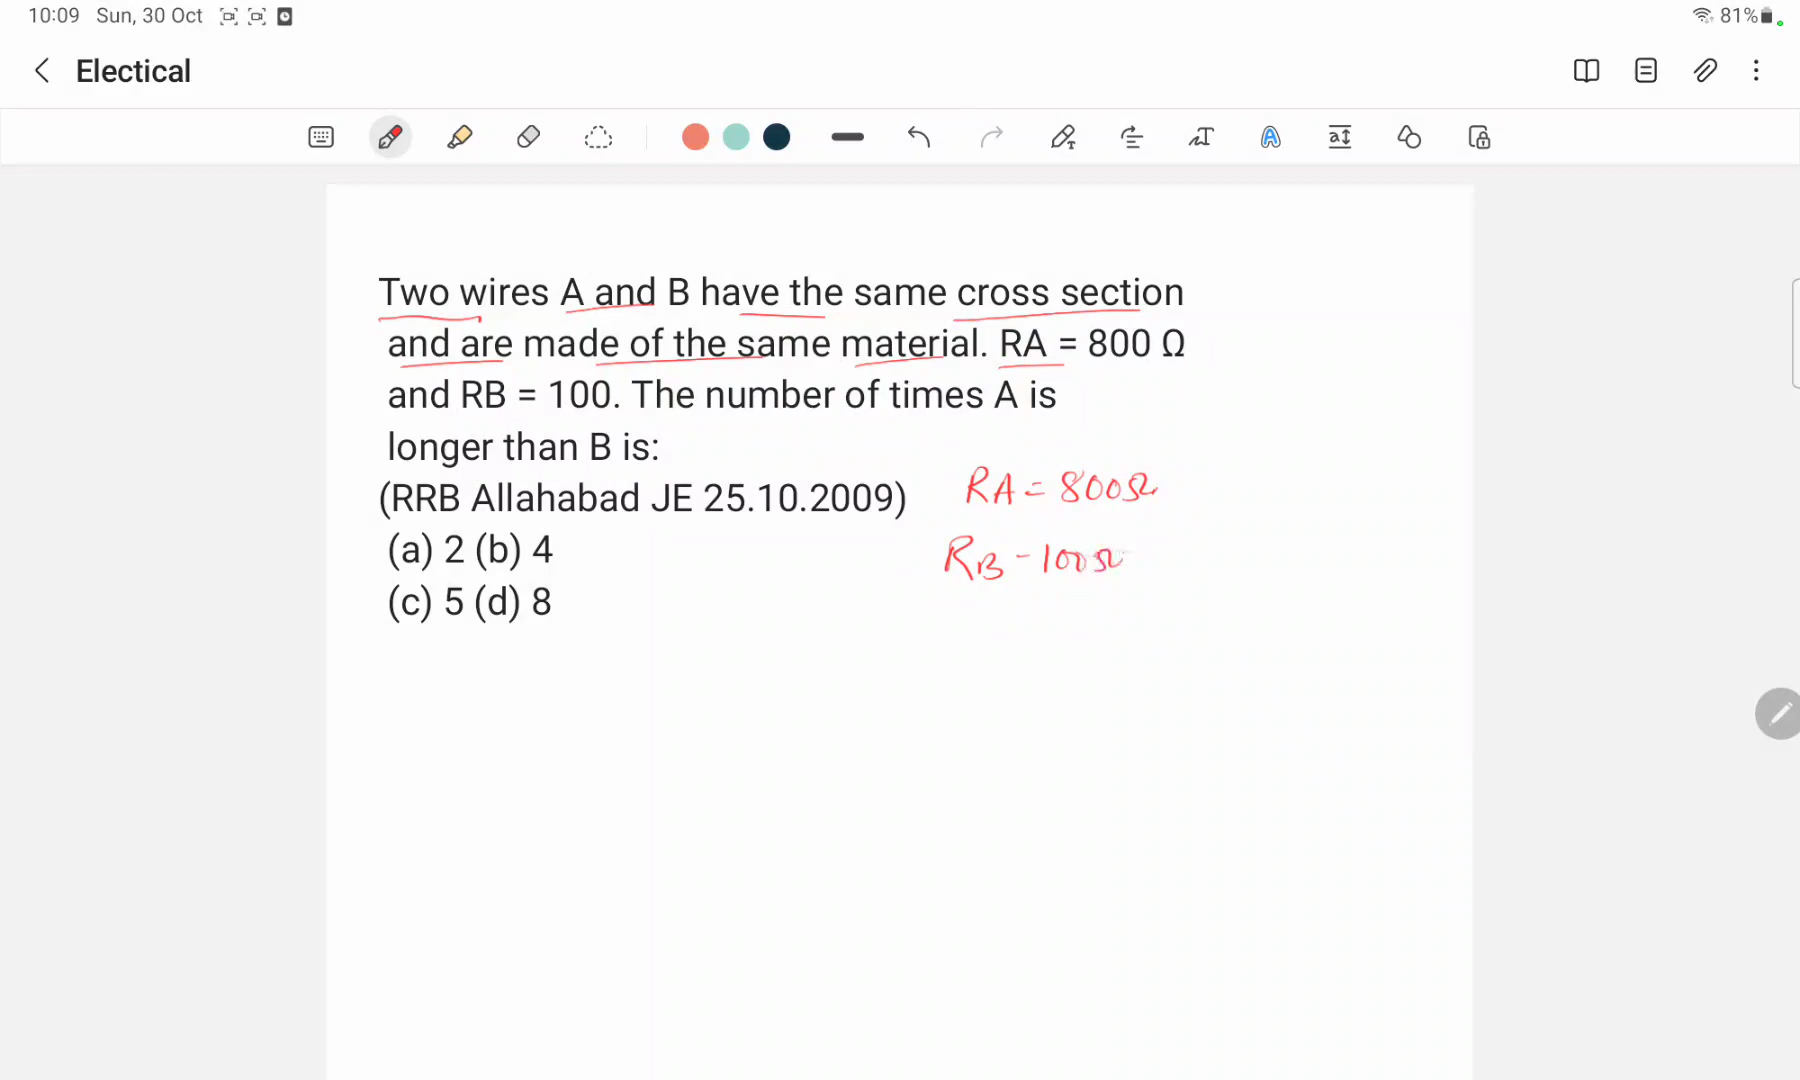 10:09 Sun, 30 Oct
81%
Electical
Two wires A and B have the same cross section
and are made of the same material. RA = 800 Ω
and RB = 100. The number of times A is
longer than B is:
(RRB Allahabad JE 25.10.2009)
RA = 800Ω
(a) 2 (b) 4
RB - 100Ω
(c) 5 (d) 8